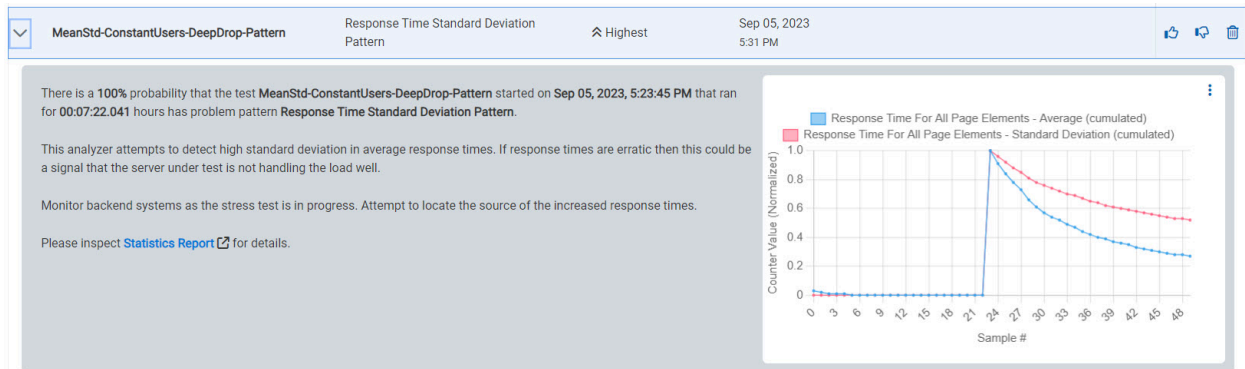 MeanStd-ConstantUsers-DeepDrop-Pattern
Response Time Standard Deviation
Pattern
Highest
Sep 05, 2023
5:31 PM
There is a 100% probability that the test MeanStd-ConstantUsers-DeepDrop-Pattern started on Sep 05, 2023, 5:23:45 PM that ran
for 00:07:22.041 hours has problem pattern Response Time Standard Deviation Pattern.
This analyzer attempts to detect high standard deviation in average response times. If response times are erratic then this could be
a signal that the server under test is not handling the load well.
Monitor backend systems as the stress test is in progress. Attempt to locate the source of the increased response times.
Please inspect Statistics Report for details.
Response Time For All Page Elements - Average (cumulated)
Response Time For All Page Elements - Standard Deviation (cumulated)
Counter Value (Normalized)
1.0
0.8
0.6
0.4
0.2
0
0 3 6 9 12 15 18 21 24 27 30 33 36 39 42 45 48
Sample #